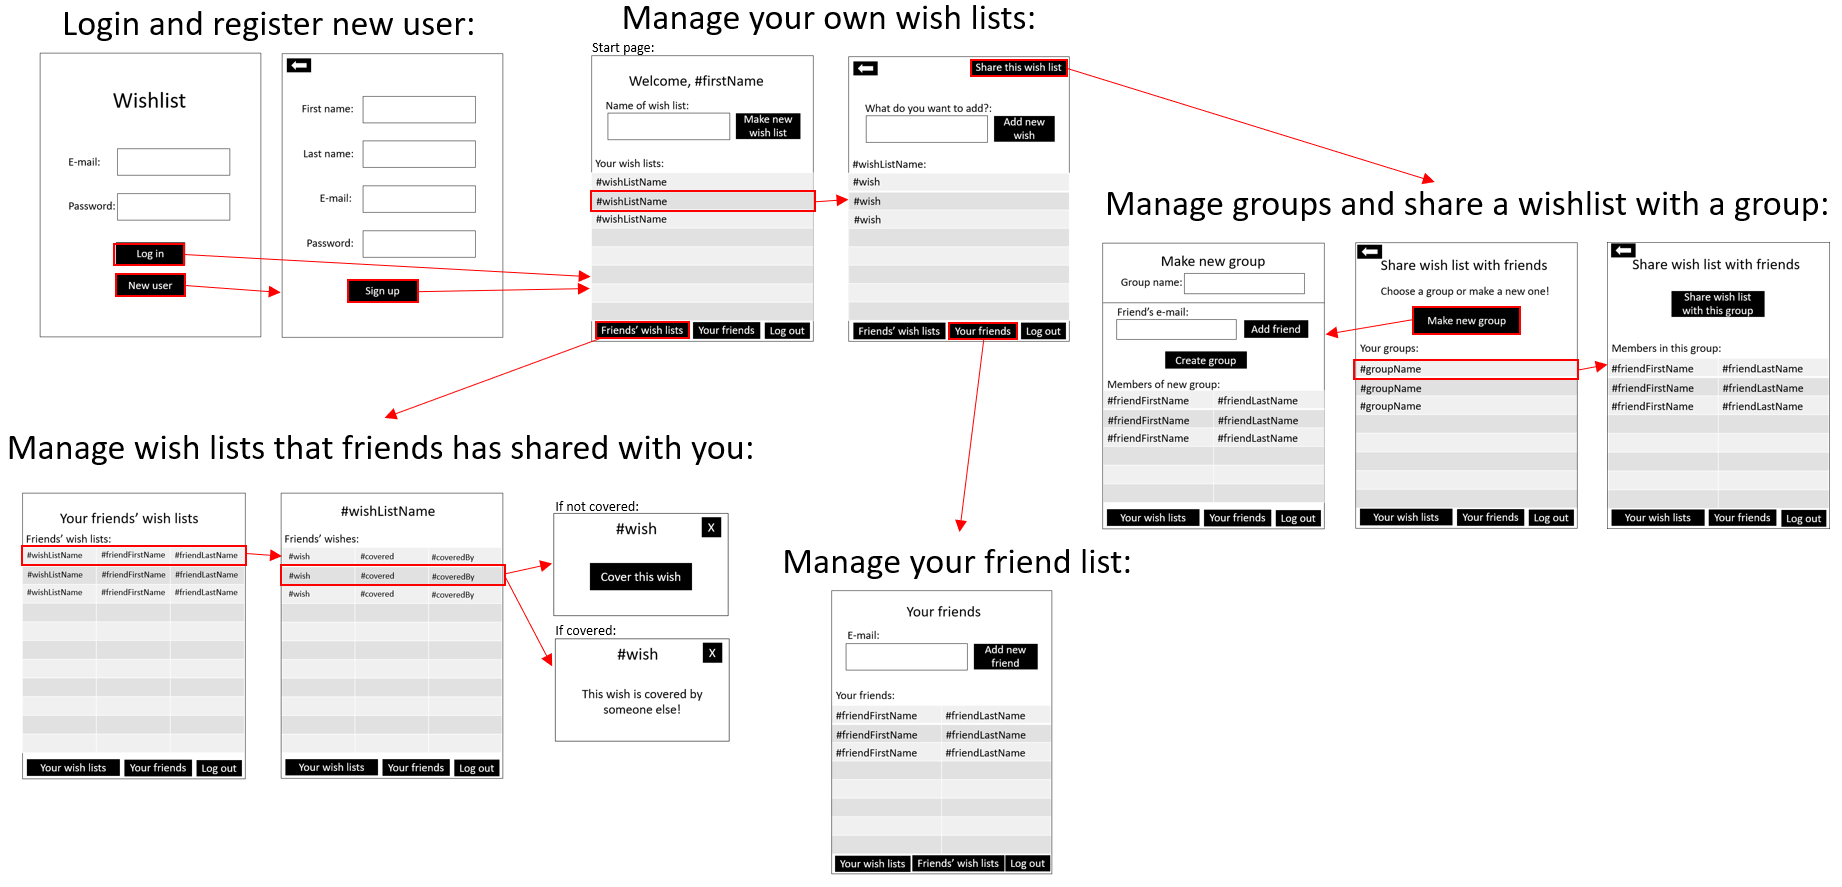 Login and register new user:
Wishlist
E-mail:
Password:
Log in
New user
First name:
Last name:
E-mail:
Password:
Sign up
Manage your own wish lists:
Start page:
Welcome, #firstName
Name of wish list:
Make new
wish list
Your wish lists:
#wishListName
#wishListName
#wishListName
Friends' wish lists
Your friends
Log out
Share this wish list
What do you want to add?:
Add new
wish
#wishListName:
#wish
#wish
#wish
Friends' wish lists
Your friends
Log out
Manage groups and share a wishlist with a group:
Make new group
Group name:
Friend's e-mail:
Add friend
Create group
Members of new group:
#friendFirstName #friendLastName
#friendFirstName #friendLastName
#friendFirstName #friendLastName
Your wish lists
Your friends
Log out
Share wish list with friends
Choose a group or make a new one!
Make new group
Your groups:
#groupName
#groupName
#groupName
Your wish lists
Your friends
Log out
Share wish list with friends
Share wish list
with this group
Members in this group:
#friendFirstName #friendLastName
#friendFirstName #friendLastName
#friendFirstName #friendLastName
Your wish lists
Your friends
Log out
Manage wish lists that friends has shared with you:
Your friends' wish lists
Friends' wish lists:
#wishListName #friendFirstName #friendLastName
#wishListName #friendFirstName #friendLastName
#wishListName #friendFirstName #friendLastName
Your wish lists
Your friends
Log out
#wishListName
Friends' wishes:
#wish #covered #coveredBy
#wish #covered #coveredBy
#wish #covered #coveredBy
Your wish lists
Your friends
Log out
If not covered:
#wish
X
Cover this wish
If covered:
#wish
X
This wish is covered by
someone else!
Manage your friend list:
Your friends
E-mail:
Add new
friend
Your friends:
#friendFirstName #friendLastName
#friendFirstName #friendLastName
#friendFirstName #friendLastName
Your wish lists
Friends' wish lists
Log out